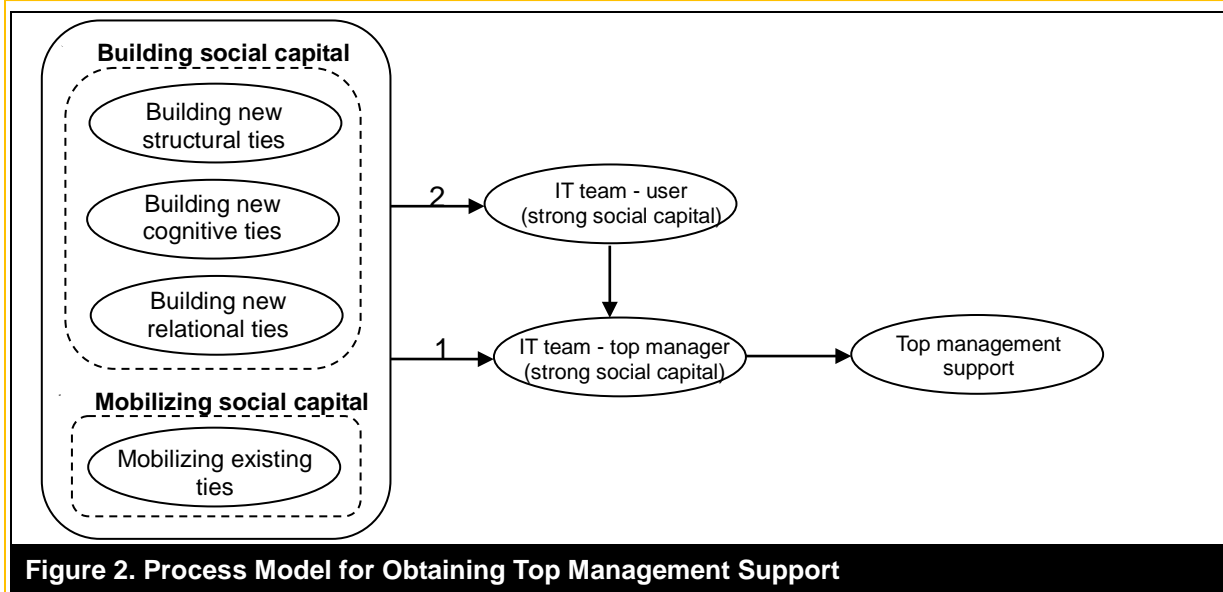 Building social capital
Building new
structural ties
Building new
cognitive ties
Building new
relational ties
Mobilizing social capital
Mobilizing existing
ties
2
IT team - user
(strong social capital)
1
IT team - top manager
(strong social capital)
Top management
support
Figure 2. Process Model for Obtaining Top Management Support